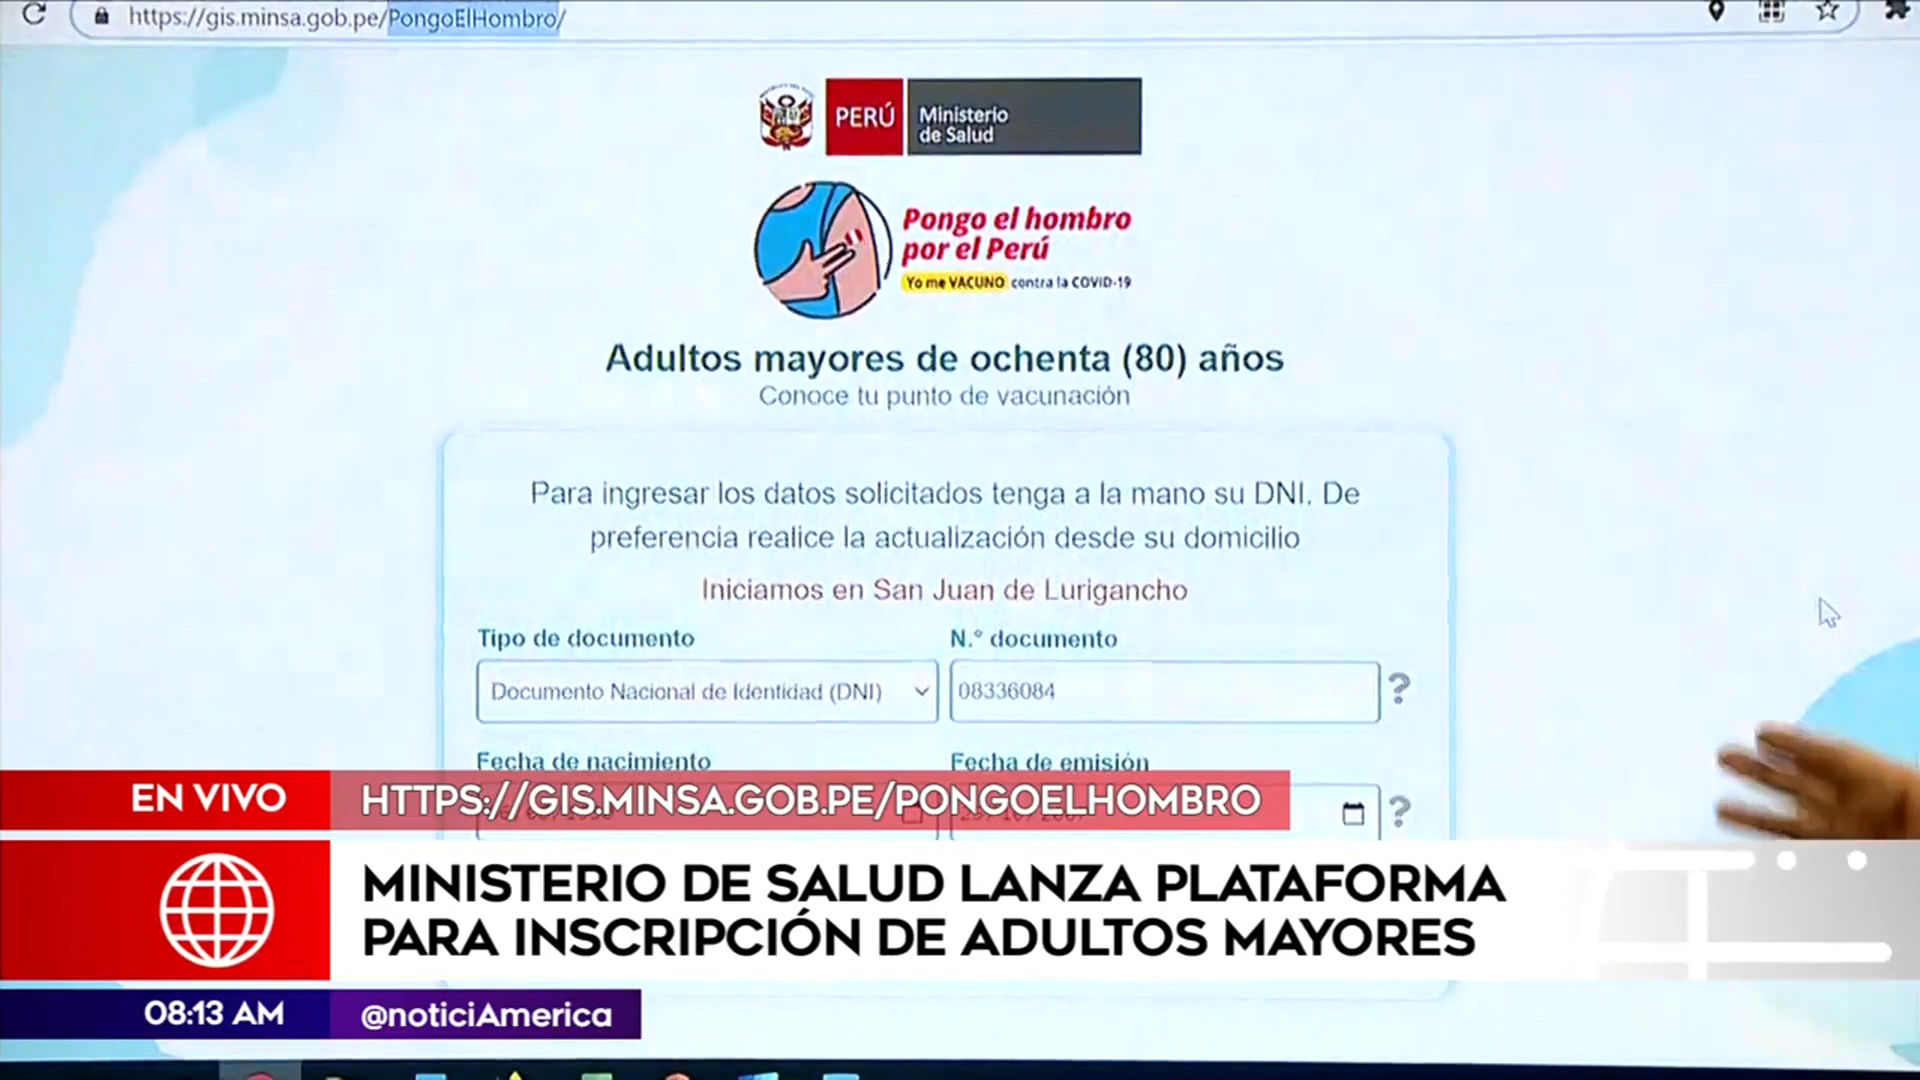 https://gis.minsa.gob.pe/PongoElHombro/
PERÚ
Ministerio
de Salud
Pongo el hombro
por el Perú
Yo me VACUNO contra la COVID-19
Adultos mayores de ochenta (80) años
Conoce tu punto de vacunación
Para ingresar los datos solicitados tenga a la mano su DNI. De
preferencia realice la actualización desde su domicilio
Iniciamos en San Juan de Lurigancho
Tipo de documento
N.° documento
Documento Nacional de Identidad (DNI)
08336084
?
Fecha de nacimiento
Fecha de emisión
?
EN VIVO
HTTPS://GIS.MINSA.GOB.PE/PONGOELHOMBRO
MINISTERIO DE SALUD LANZA PLATAFORMA
PARA INSCRIPCIÓN DE ADULTOS MAYORES
08:13 AM
@noticiAmerica